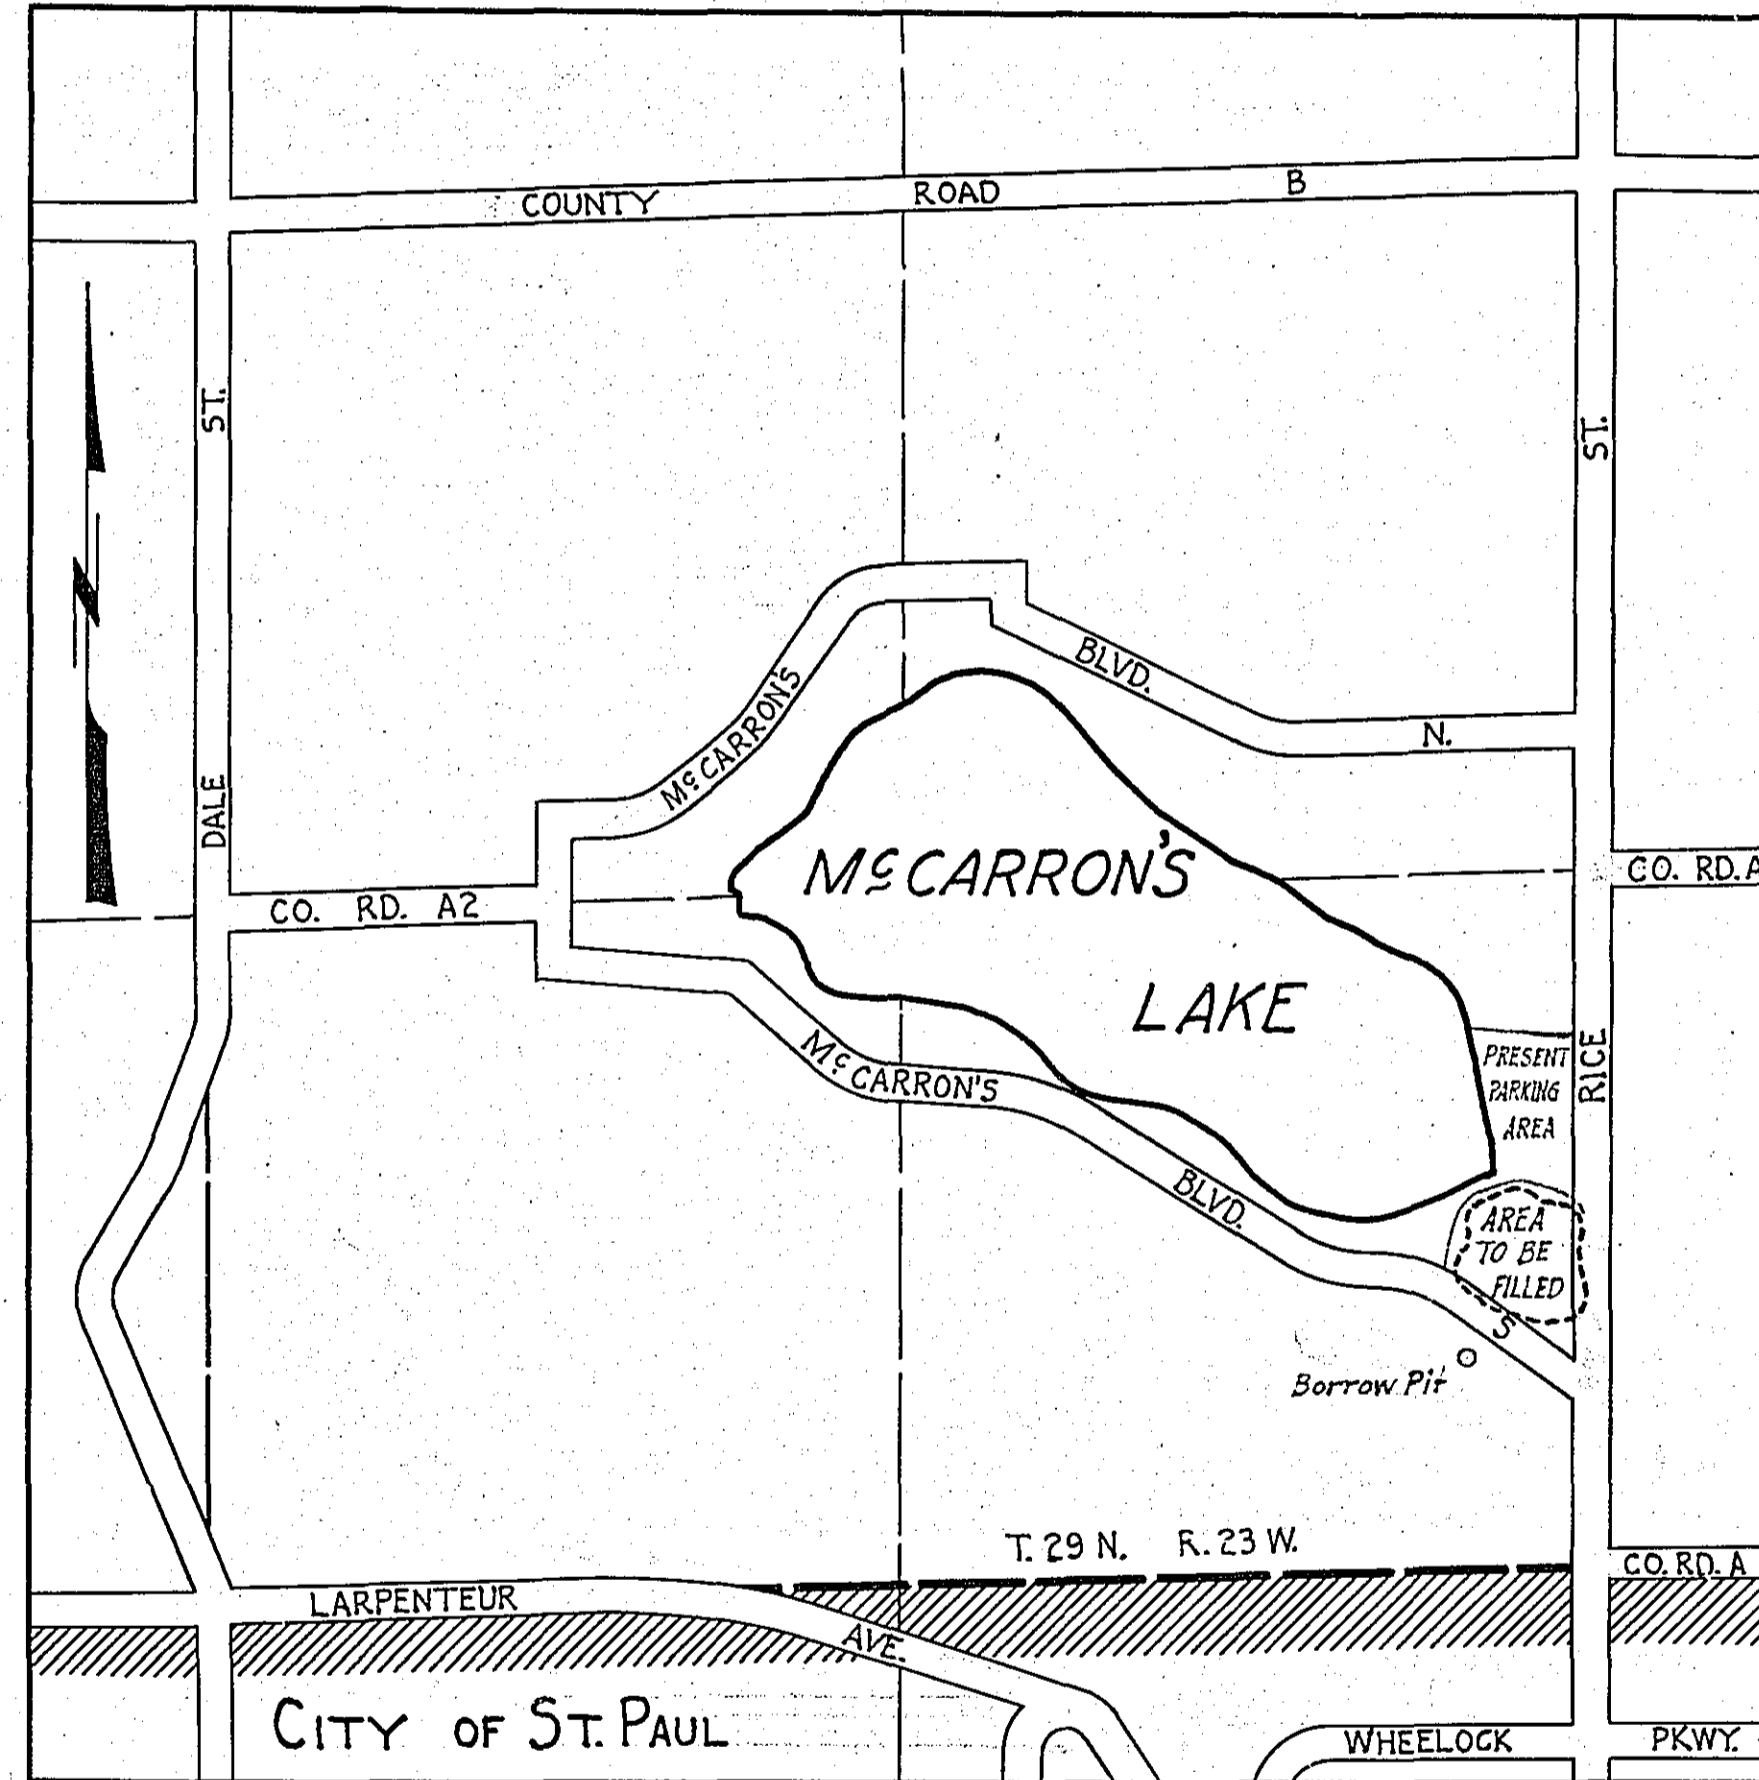 COUNTY ROAD B
ST.
ST.
N
BLVD.
McCARRON'S
N.
DALE
McCARRON'S
LAKE
CO. RD. A
CO. RD. A2
PRESENT
PARKING
AREA
RICE
McCARRON'S
BLVD.
S
AREA
TO BE
FILLED
Borrow Pit
T. 29 N. R. 23 W.
CO. RD. A
LARPENTEUR
AVE.
CITY OF ST. PAUL
WHEELOCK PKWY.